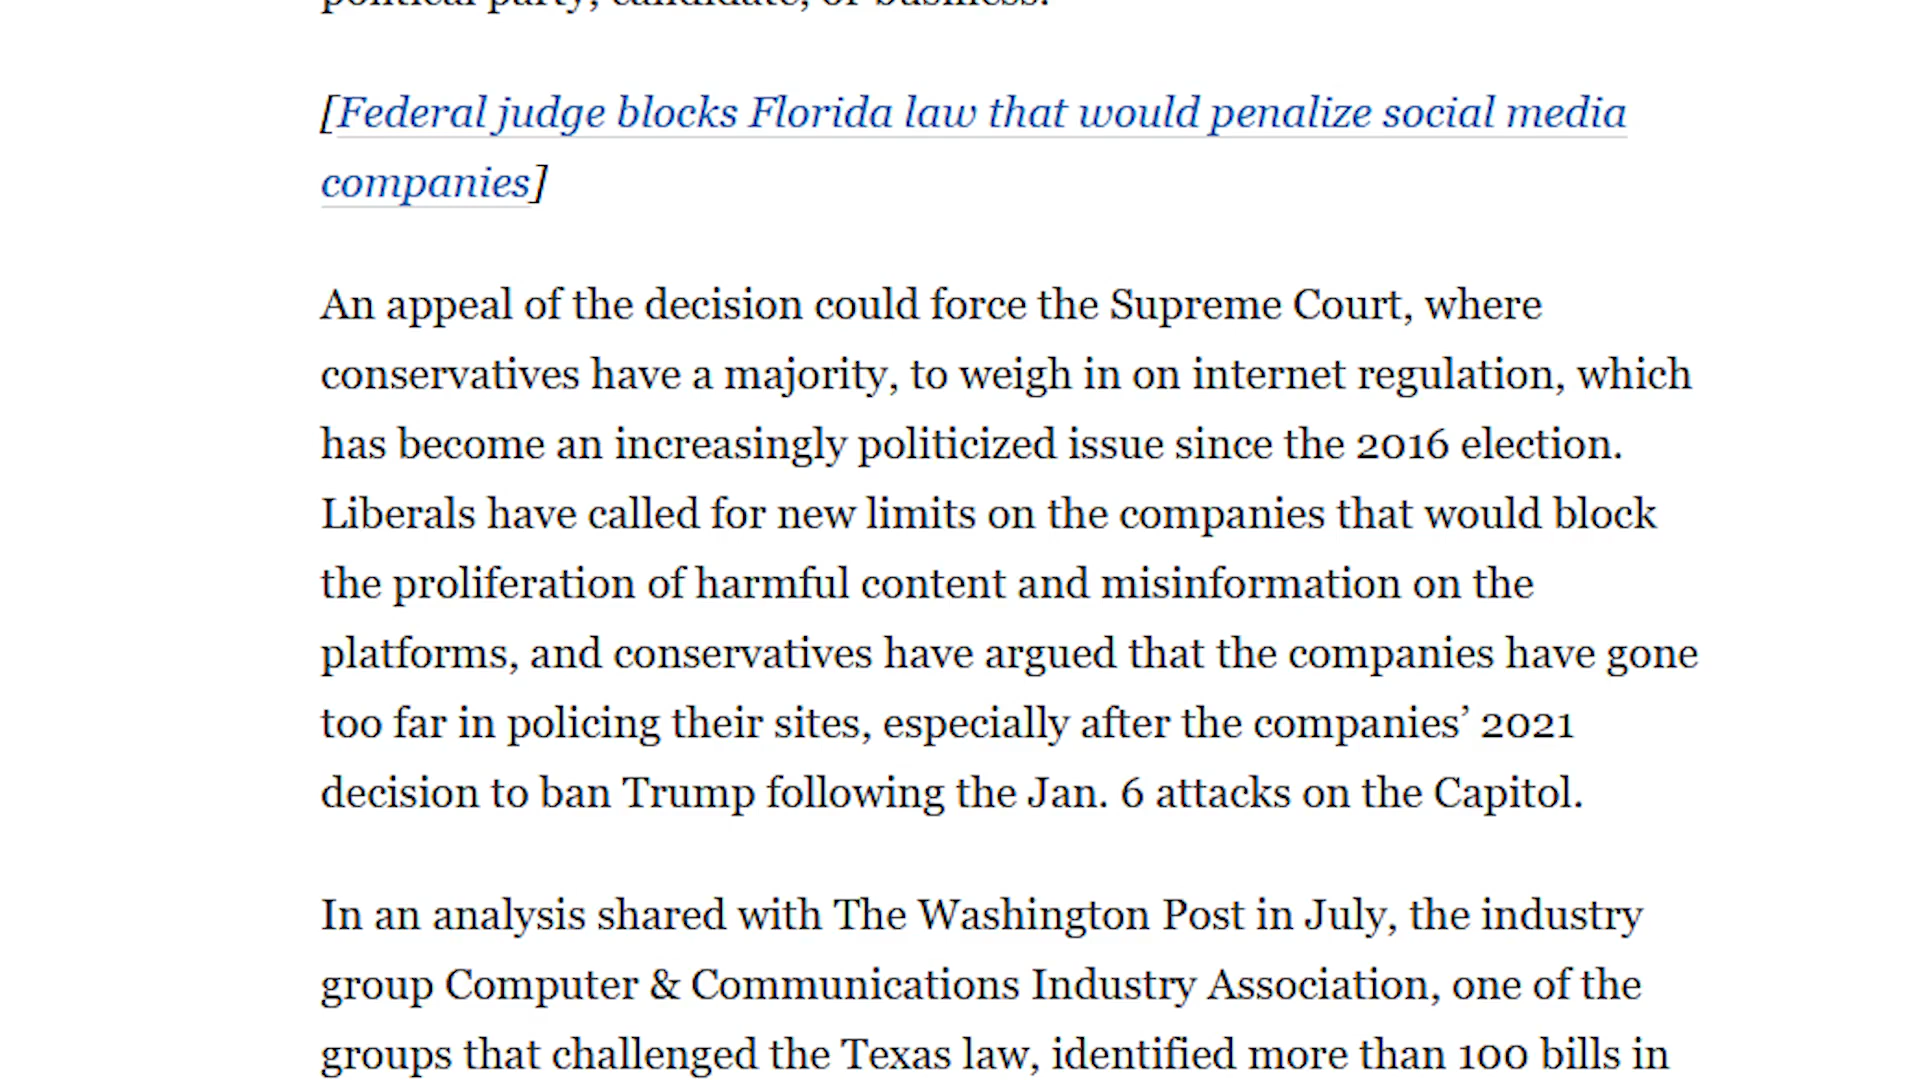 political party, candidate, or business.
[Federal judge blocks Florida law that would penalize social media
companies]
An appeal of the decision could force the Supreme Court, where
conservatives have a majority, to weigh in on internet regulation, which
has become an increasingly politicized issue since the 2016 election.
Liberals have called for new limits on the companies that would block
the proliferation of harmful content and misinformation on the
platforms, and conservatives have argued that the companies have gone
too far in policing their sites, especially after the companies’ 2021
decision to ban Trump following the Jan. 6 attacks on the Capitol.
In an analysis shared with The Washington Post in July, the industry
group Computer & Communications Industry Association, one of the
groups that challenged the Texas law, identified more than 100 bills in